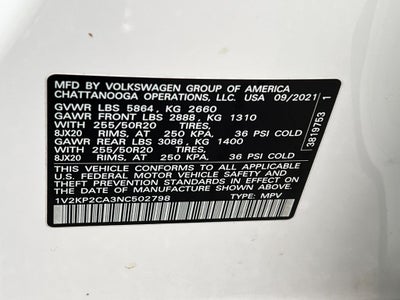 MFD BY VOLKSWAGEN GROUP OF AMERICA
CHATTANOOGA OPERATIONS, LLC. USA 09/2021
GVWR LBS 5864, KG 2660
GAWR FRONT LBS 2888, KG 1310
WITH 255/50R20 TIRES,
8JX20 RIMS, AT 250 KPA, 36 PSI COLD
GAWR REAR LBS 3086, KG 1400
WITH 255/50R20 TIRES,
8JX20 RIMS, AT 250 KPA, 36 PSI COLD
THIS VEHICLE CONFORMS TO ALL APPLICABLE
FEDERAL MOTOR VEHICLE SAFETY STANDARDS IN
EFFECT ON THE DATE OF MANUFACTURE SHOWN ABOVE.
1V2KP2CA3NC502798 TYPE: MPV
3819753 1